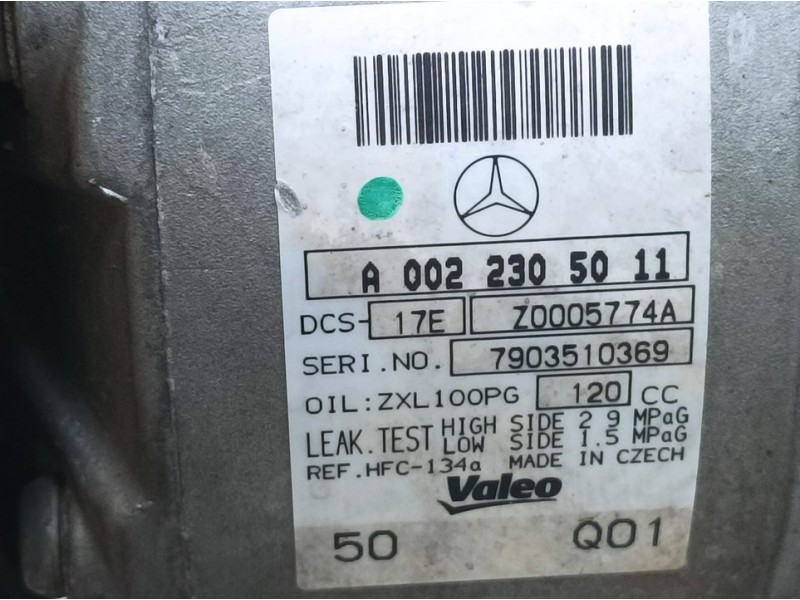 A 002 230 50 11
DCS- 17E Z0005774A
SERI.NO. 7903510369
OIL:ZXL100PG 120 CC
LEAK.TEST HIGH SIDE 2.9 MPaG
LOW SIDE 1.5 MPaG
REF.HFC-134a MADE IN CZECH
Valeo
50 Q01